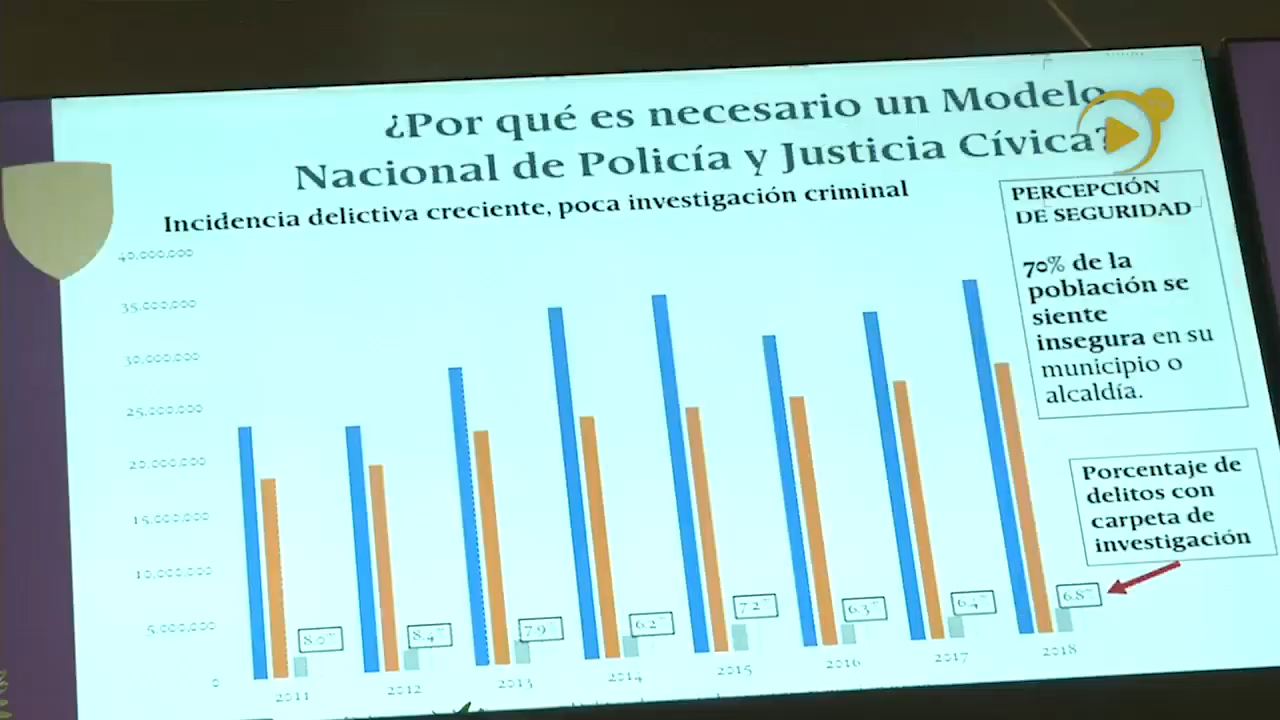 ¿Por qué es necesario un Modelo
Nacional de Policía y Justicia Cívica?
Incidencia delictiva creciente, poca investigación criminal
PERCEPCIÓN
DE SEGURIDAD
70% de la
población se
siente
insegura en su
municipio o
alcaldía.
Porcentaje de
delitos con
carpeta de
investigación
40,000,000
35,000,000
30,000,000
25,000,000
20,000,000
15,000,000
10,000,000
5,000,000
0
8.0%
8.4%
7.9%
6.2%
7.2%
6.3%
6.4%
6.8%
2011
2012
2013
2014
2015
2016
2017
2018